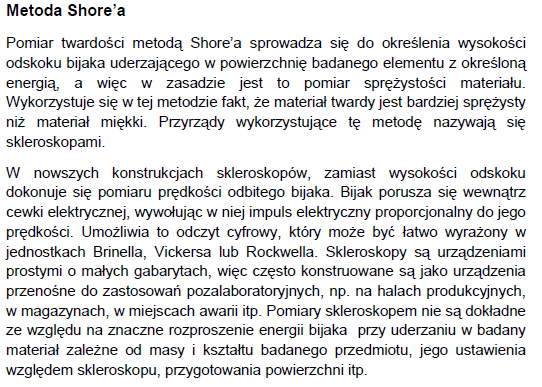 Metoda Shore’a
Pomiar twardości metodą Shore’a sprowadza się do określenia wysokości
odskoku bijaka uderzającego w powierzchnię badanego elementu z określoną
energią, a więc w zasadzie jest to pomiar sprężystości materiału.
Wykorzystuje się w tej metodzie fakt, że materiał twardy jest bardziej sprężysty
niż materiał miękki. Przyrządy wykorzystujące tę metodę nazywają się
skleroskopami.
W nowszych konstrukcjach skleroskopów, zamiast wysokości odskoku
dokonuje się pomiaru prędkości odbitego bijaka. Bijak porusza się wewnątrz
cewki elektrycznej, wywołując w niej impuls elektryczny proporcjonalny do jego
prędkości. Umożliwia to odczyt cyfrowy, który może być łatwo wyrażony w
jednostkach Brinella, Vickersa lub Rockwella. Skleroskopy są urządzeniami
prostymi o małych gabarytach, więc często konstruowane są jako urządzenia
przenośne do zastosowań pozalaboratoryjnych, np. na halach produkcyjnych,
w magazynach, w miejscach awarii itp. Pomiary skleroskopem nie są dokładne
ze względu na znaczne rozproszenie energii bijaka przy uderzaniu w badany
materiał zależne od masy i kształtu badanego przedmiotu, jego ustawienia
względem skleroskopu, przygotowania powierzchni itp.